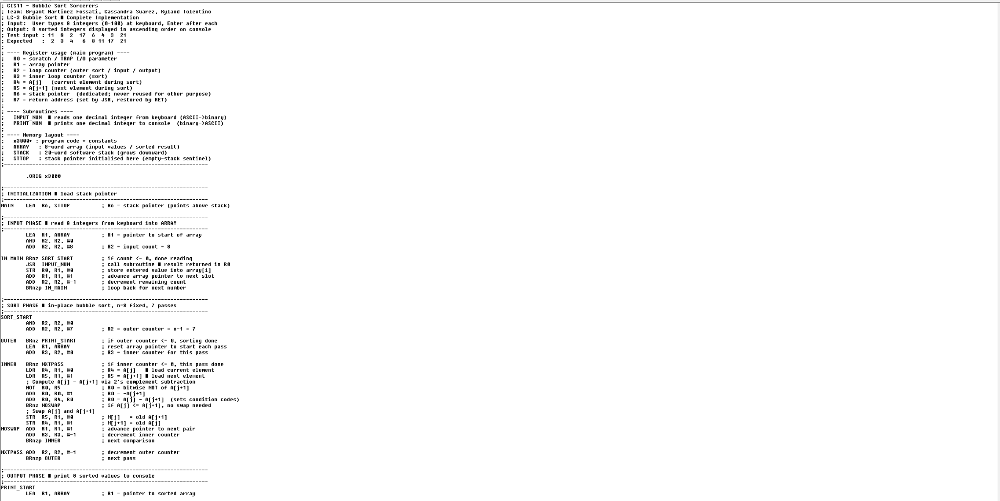 ; CIS11 - Bubble Sort Sorcerers
; Team: Bryant Martinez Fossati, Cassandra Suarez, Ryland Tolentino
; LC-3 Bubble Sort ■ Complete Implementation
; Input:  User types 8 integers (0-100) at keyboard, Enter after each
; Output: 8 sorted integers displayed in ascending order on console
; Test input : 11  8  2  17  6  4  3  21
; Expected   :  2  3  4   6  8 11 17  21
;
; ---- Register usage (main program) ----
;   R0 = scratch / TRAP I/O parameter
;   R1 = array pointer
;   R2 = loop counter (outer sort / input / output)
;   R3 = inner loop counter (sort)
;   R4 = A[j]   (current element during sort)
;   R5 = A[j+1] (next element during sort)
;   R6 = stack pointer  (dedicated; never reused for other purpose)
;   R7 = return address (set by JSR, restored by RET)
;
; ---- Subroutines ----
;   INPUT_NUM  ■ reads one decimal integer from keyboard (ASCII->binary)
;   PRINT_NUM  ■ prints one decimal integer to console  (binary->ASCII)
;
; ---- Memory layout ----
;   x3000+ : program code + constants
;   ARRAY   : 8-word array (input values / sorted result)
;   STACK   : 20-word software stack (grows downward)
;   STTOP   : stack pointer initialised here (empty-stack sentinel)
;-----------------------------------------------------------------
        .ORIG x3000
;-----------------------------------------------------------------
; INITIALIZATION ■ load stack pointer
;-----------------------------------------------------------------
MAIN    LEA  R6, STTOP          ; R6 = stack pointer (points above stack)
;-----------------------------------------------------------------
; INPUT PHASE ■ read 8 integers from keyboard into ARRAY
;-----------------------------------------------------------------
        LEA  R1, ARRAY          ; R1 = pointer to start of array
        AND  R2, R2, #0
        ADD  R2, R2, #8         ; R2 = input count = 8
IN_MAIN BRnz SORT_START         ; if count <= 0, done reading
        JSR  INPUT_NUM          ; call subroutine ■ result returned in R0
        STR  R0, R1, #0         ; store entered value into array[i]
        ADD  R1, R1, #1         ; advance array pointer to next slot
        ADD  R2, R2, #-1        ; decrement remaining count
        BRnzp IN_MAIN           ; loop back for next number
;-----------------------------------------------------------------
; SORT PHASE ■ in-place bubble sort, n=8 fixed, 7 passes
;-----------------------------------------------------------------
SORT_START
        AND  R2, R2, #0
        ADD  R2, R2, #7         ; R2 = outer counter = n-1 = 7
OUTER   BRnz PRINT_START        ; if outer counter <= 0, sorting done
        LEA  R1, ARRAY          ; reset array pointer to start each pass
        ADD  R3, R2, #0         ; R3 = inner counter for this pass
INNER   BRnz NXTPASS            ; if inner counter <= 0, this pass done
        LDR  R4, R1, #0         ; R4 = A[j]   ■ load current element
        LDR  R5, R1, #1         ; R5 = A[j+1] ■ load next element
        ; Compute A[j] - A[j+1] via 2's complement subtraction
        NOT  R0, R5             ; R0 = bitwise NOT of A[j+1]
        ADD  R0, R0, #1         ; R0 = -A[j+1]
        ADD  R0, R4, R0         ; R0 = A[j] - A[j+1]  (sets condition codes)
        BRnz NOSWAP             ; if A[j] <= A[j+1], no swap needed
        ; Swap A[j] and A[j+1]
        STR  R5, R1, #0         ; M[j]   = old A[j+1]
        STR  R4, R1, #1         ; M[j+1] = old A[j]
NOSWAP  ADD  R1, R1, #1         ; advance pointer to next pair
        ADD  R3, R3, #-1        ; decrement inner counter
        BRnzp INNER             ; next comparison
NXTPASS ADD  R2, R2, #-1        ; decrement outer counter
        BRnzp OUTER             ; next pass
;-----------------------------------------------------------------
; OUTPUT PHASE ■ print 8 sorted values to console
;-----------------------------------------------------------------
PRINT_START
        LEA  R1, ARRAY          ; R1 = pointer to sorted array